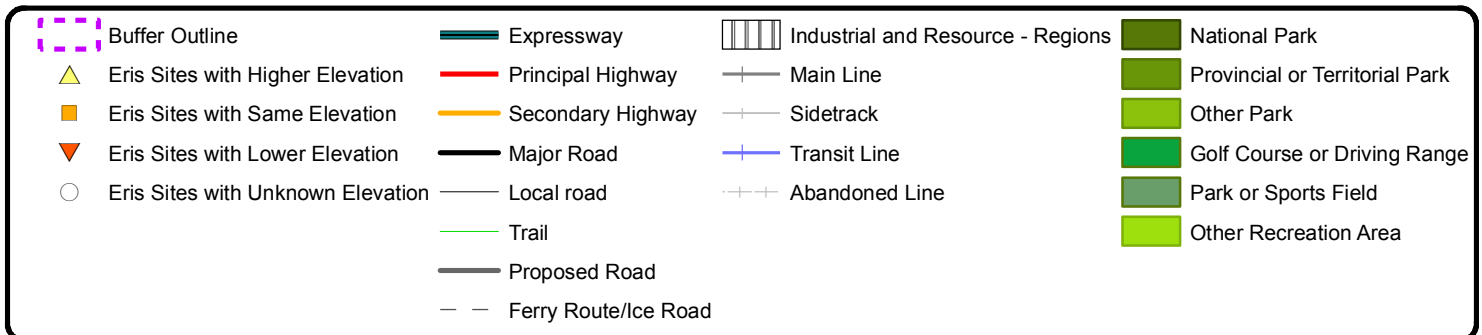 Buffer Outline
Eris Sites with Higher Elevation
Eris Sites with Same Elevation
Eris Sites with Lower Elevation
Eris Sites with Unknown Elevation
Expressway
Principal Highway
Secondary Highway
Major Road
Local road
Trail
Proposed Road
Ferry Route/Ice Road
Industrial and Resource - Regions
Main Line
Sidetrack
Transit Line
Abandoned Line
National Park
Provincial or Territorial Park
Other Park
Golf Course or Driving Range
Park or Sports Field
Other Recreation Area